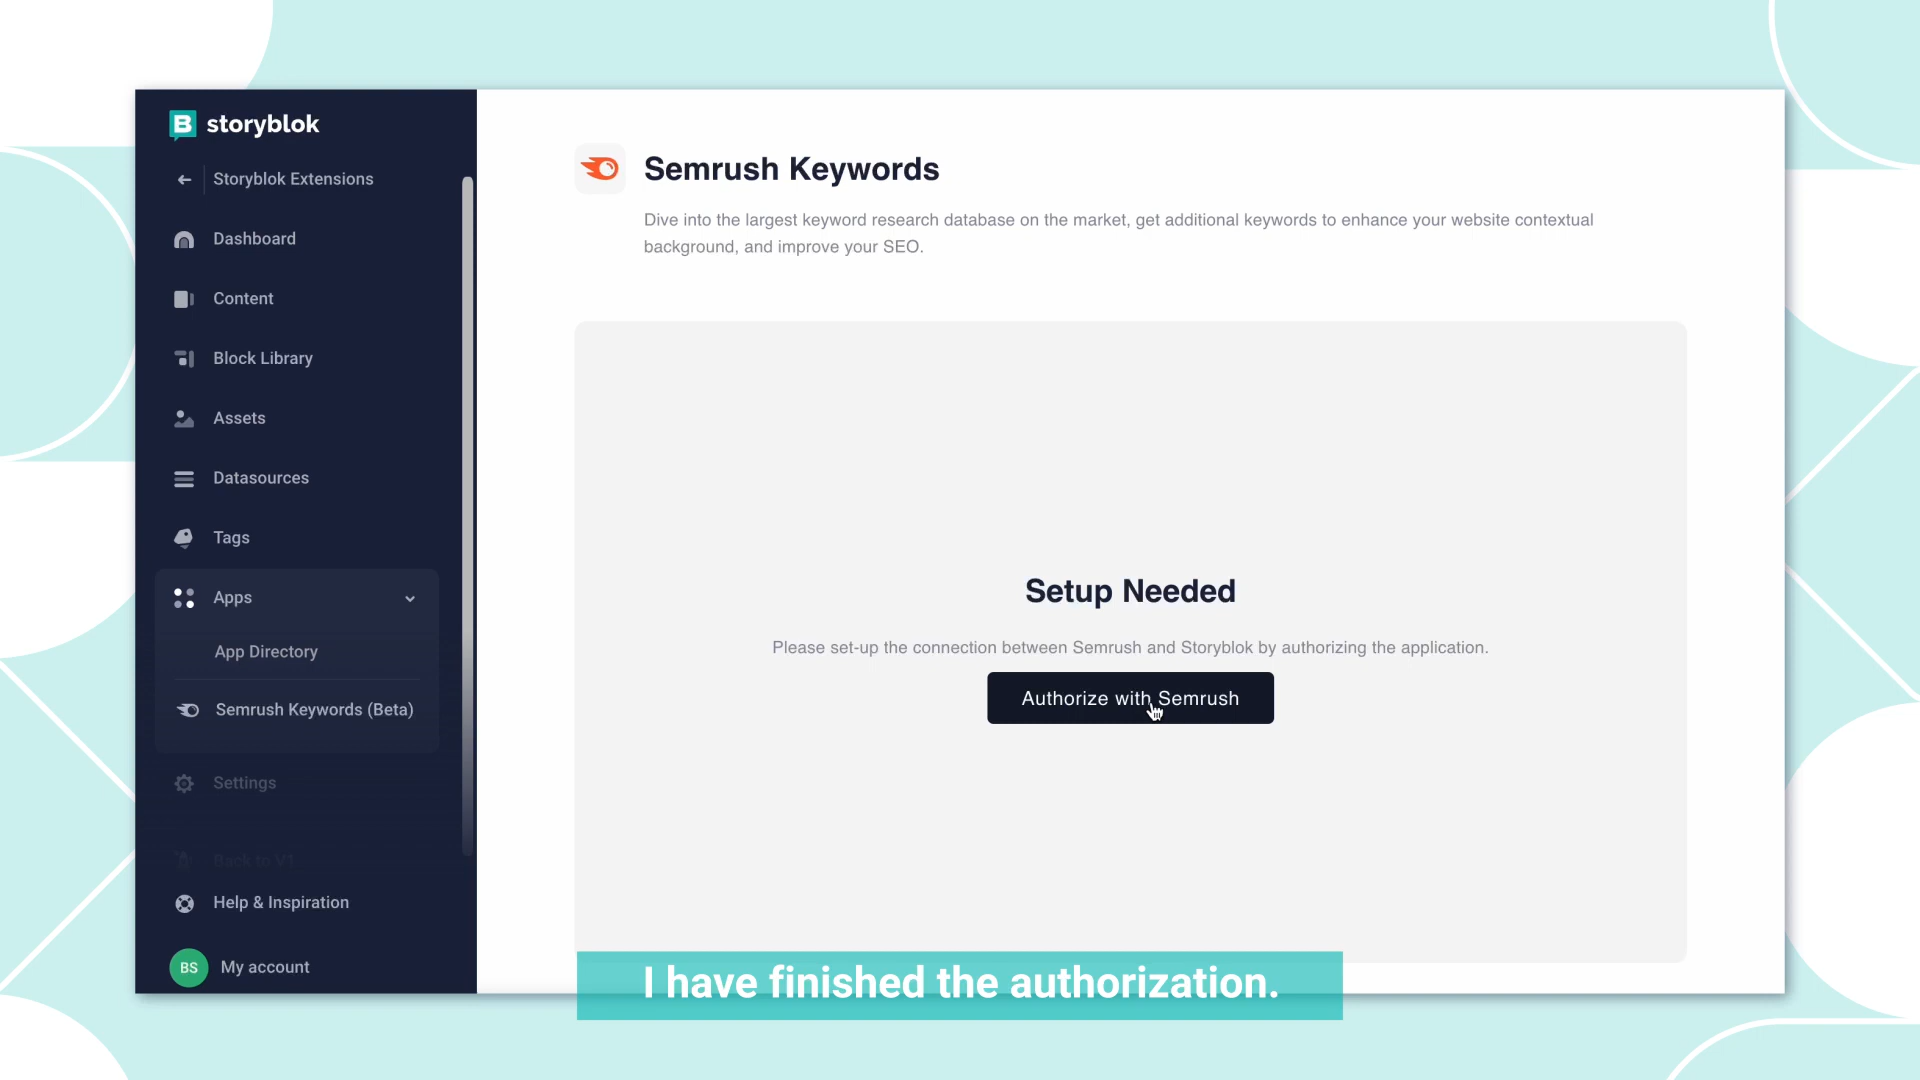 storyblok
Storyblok Extensions
Dashboard
Content
Block Library
Assets
Datasources
Tags
Apps
App Directory
Semrush Keywords (Beta)
Settings
Back to V1
Help & Inspiration
BS My account
Semrush Keywords
Dive into the largest keyword research database on the market, get additional keywords to enhance your website contextual
background, and improve your SEO.
Setup Needed
Please set-up the connection between Semrush and Storyblok by authorizing the application.
Authorize with Semrush
I have finished the authorization.